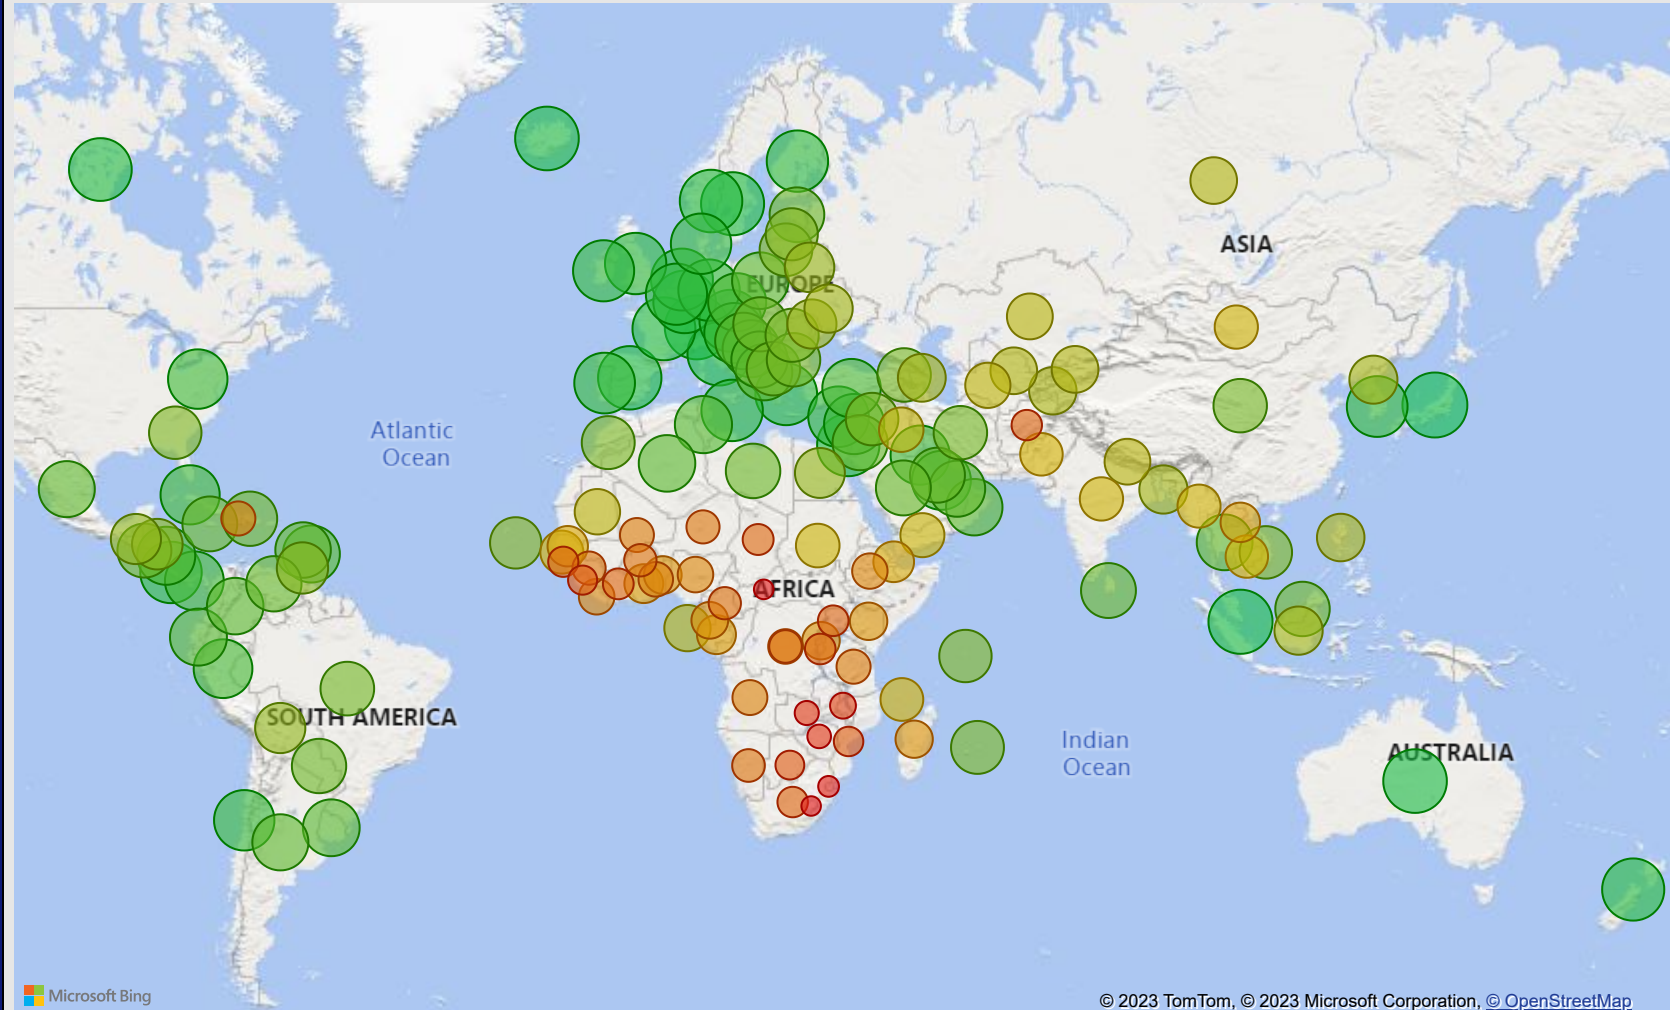 ASIA
EUROPE
Atlantic
Ocean
AFRICA
SOUTH AMERICA
Indian
Ocean
AUSTRALIA
Microsoft Bing
© 2023 TomTom, © 2023 Microsoft Corporation, © OpenStreetMap